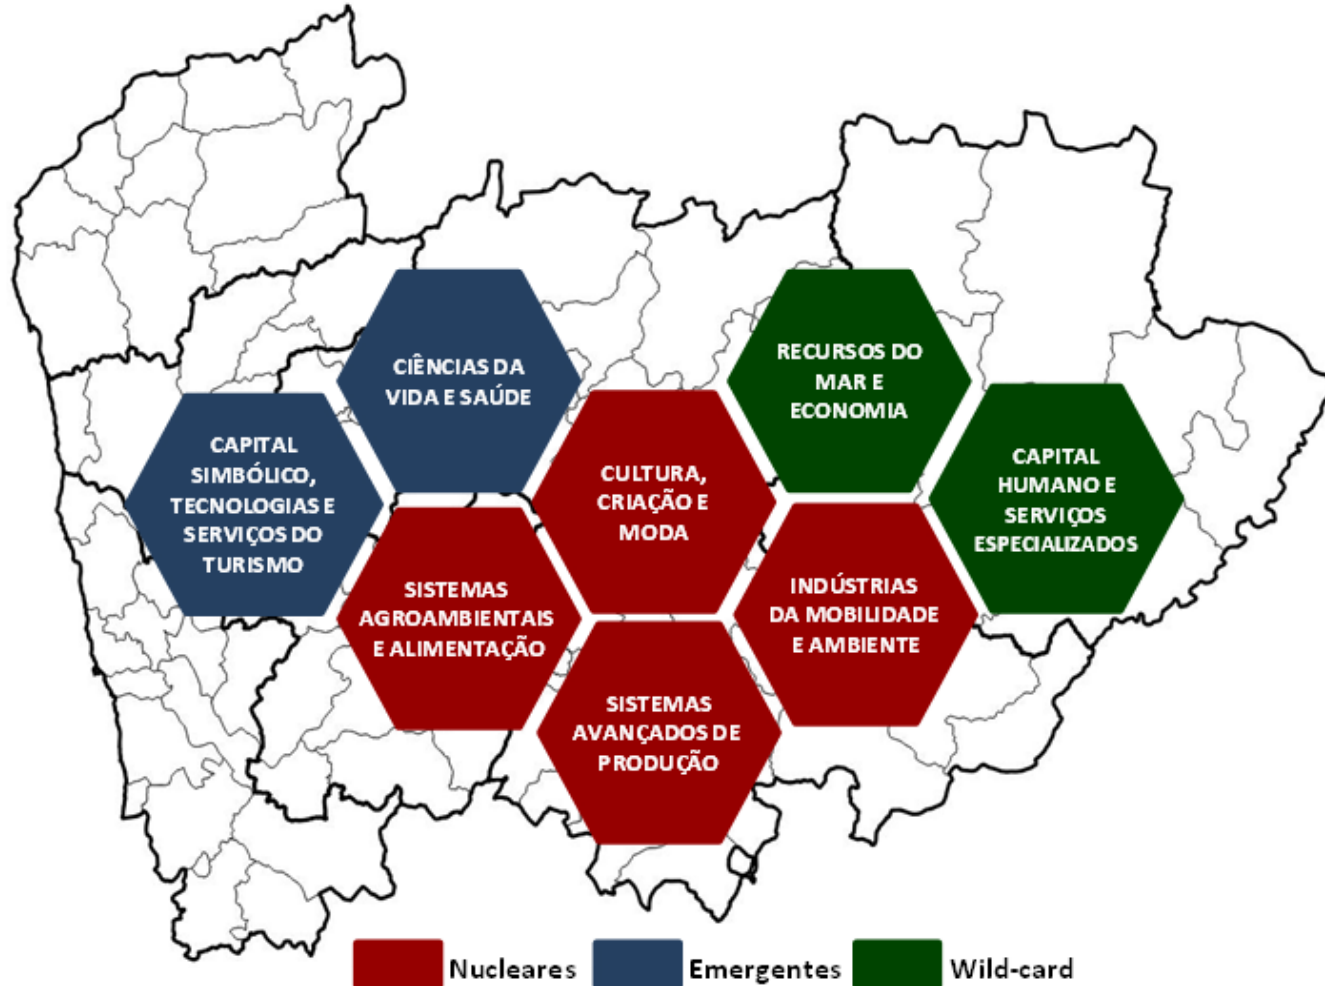 CIÊNCIAS DA
VIDA E SAÚDE
RECURSOS DO
MAR E
ECONOMIA
CAPITAL
SIMBÓLICO,
TECNOLOGIAS E
SERVIÇOS DO
TURISMO
CULTURA,
CRIAÇÃO E
MODA
CAPITAL
HUMANO E
SERVIÇOS
ESPECIALIZADOS
SISTEMAS
AGROAMBIENTAIS
E ALIMENTAÇÃO
INDÚSTRIAS
DA MOBILIDADE
E AMBIENTE
SISTEMAS
AVANÇADOS DE
PRODUÇÃO
Nucleares
Emergentes
Wild-card